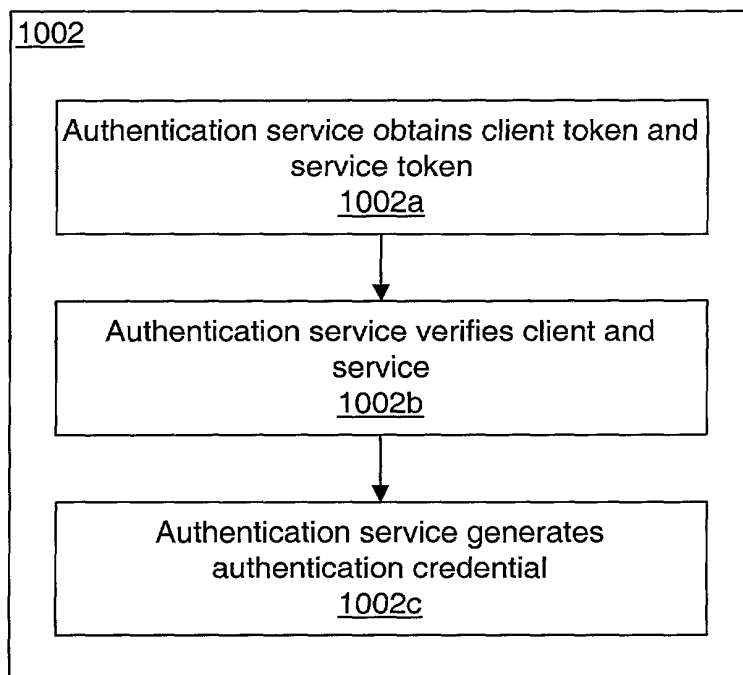 1002
Authentication service obtains client token and
service token
1002a
Authentication service verifies client and
service
1002b
Authentication service generates
authentication credential
1002c